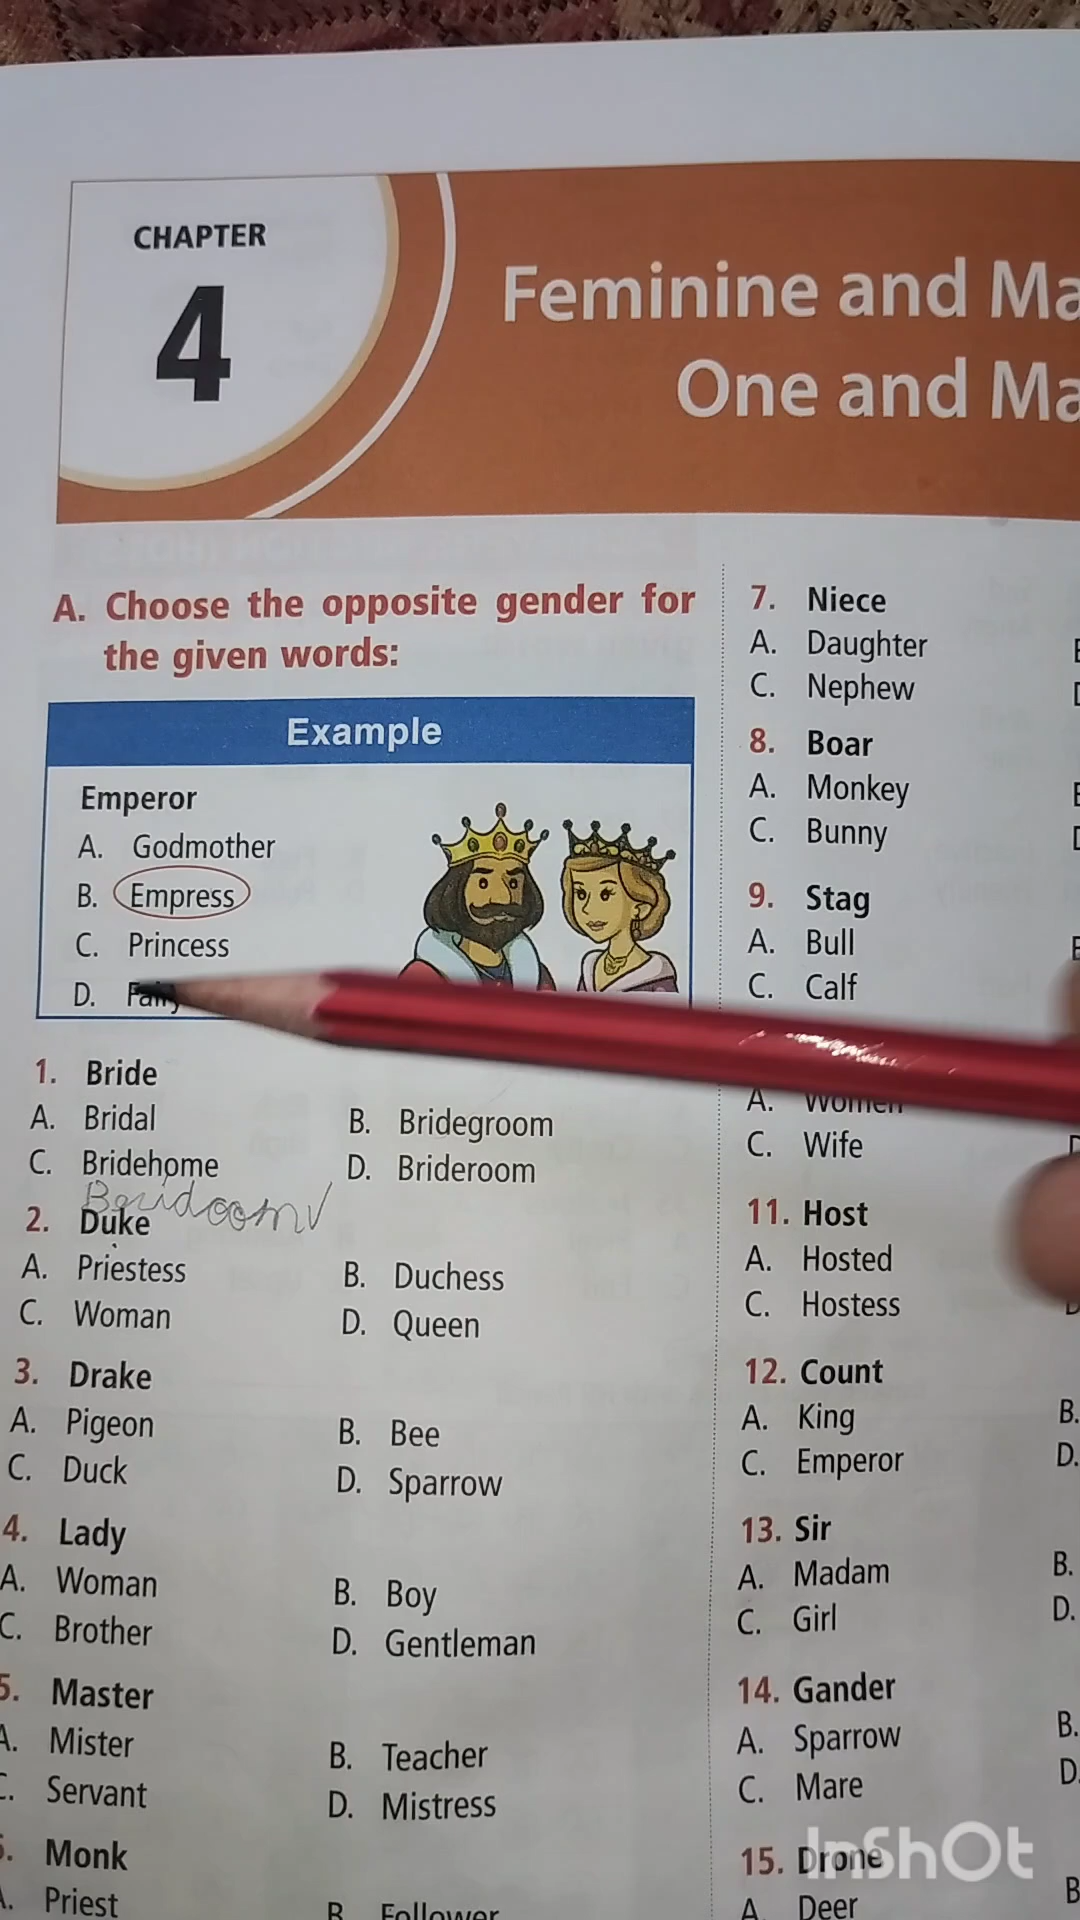 CHAPTER
4
Feminine and Ma
One and Ma
A. Choose the opposite gender for
the given words:
Example
Emperor
A. Godmother
B. Empress
C. Princess
D. Fairy
1. Bride
A. Bridal B. Bridegroom
C. Bridehome D. Brideroom
2. Duke
A. Priestess B. Duchess
C. Woman D. Queen
3. Drake
A. Pigeon B. Bee
C. Duck D. Sparrow
4. Lady
A. Woman B. Boy
C. Brother D. Gentleman
5. Master
A. Mister B. Teacher
C. Servant D. Mistress
Monk
Priest B Follower
7. Niece
A. Daughter
C. Nephew
8. Boar
A. Monkey
C. Bunny
9. Stag
A. Bull
C. Calf
A. Women
C. Wife
11. Host
A. Hosted
C. Hostess
12. Count
A. King B.
C. Emperor D.
13. Sir
A. Madam B.
C. Girl D.
14. Gander
A. Sparrow B.
C. Mare D.
15. Drone
A Deer B
InShOt